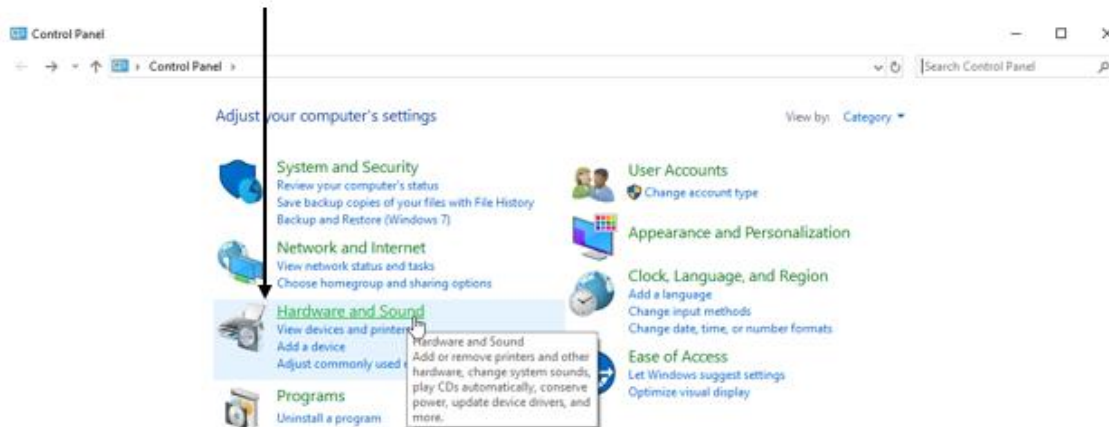 Control Panel
Control Panel
Search Control Panel
Adjust your computer's settings
View by: Category
System and Security
Review your computer's status
Save backup copies of your files with File History
Backup and Restore (Windows 7)
Network and Internet
View network status and tasks
Choose homegroup and sharing options
Hardware and Sound
View devices and printers
Add a device
Adjust commonly used
Programs
Uninstall a program
Hardware and Sound
Add or remove printers and other
hardware, change system sounds,
play CDs automatically, conserve
power, update device drivers, and
more.
User Accounts
Change account type
Appearance and Personalization
Clock, Language, and Region
Add a language
Change input methods
Change date, time, or number formats
Ease of Access
Let Windows suggest settings
Optimize visual display